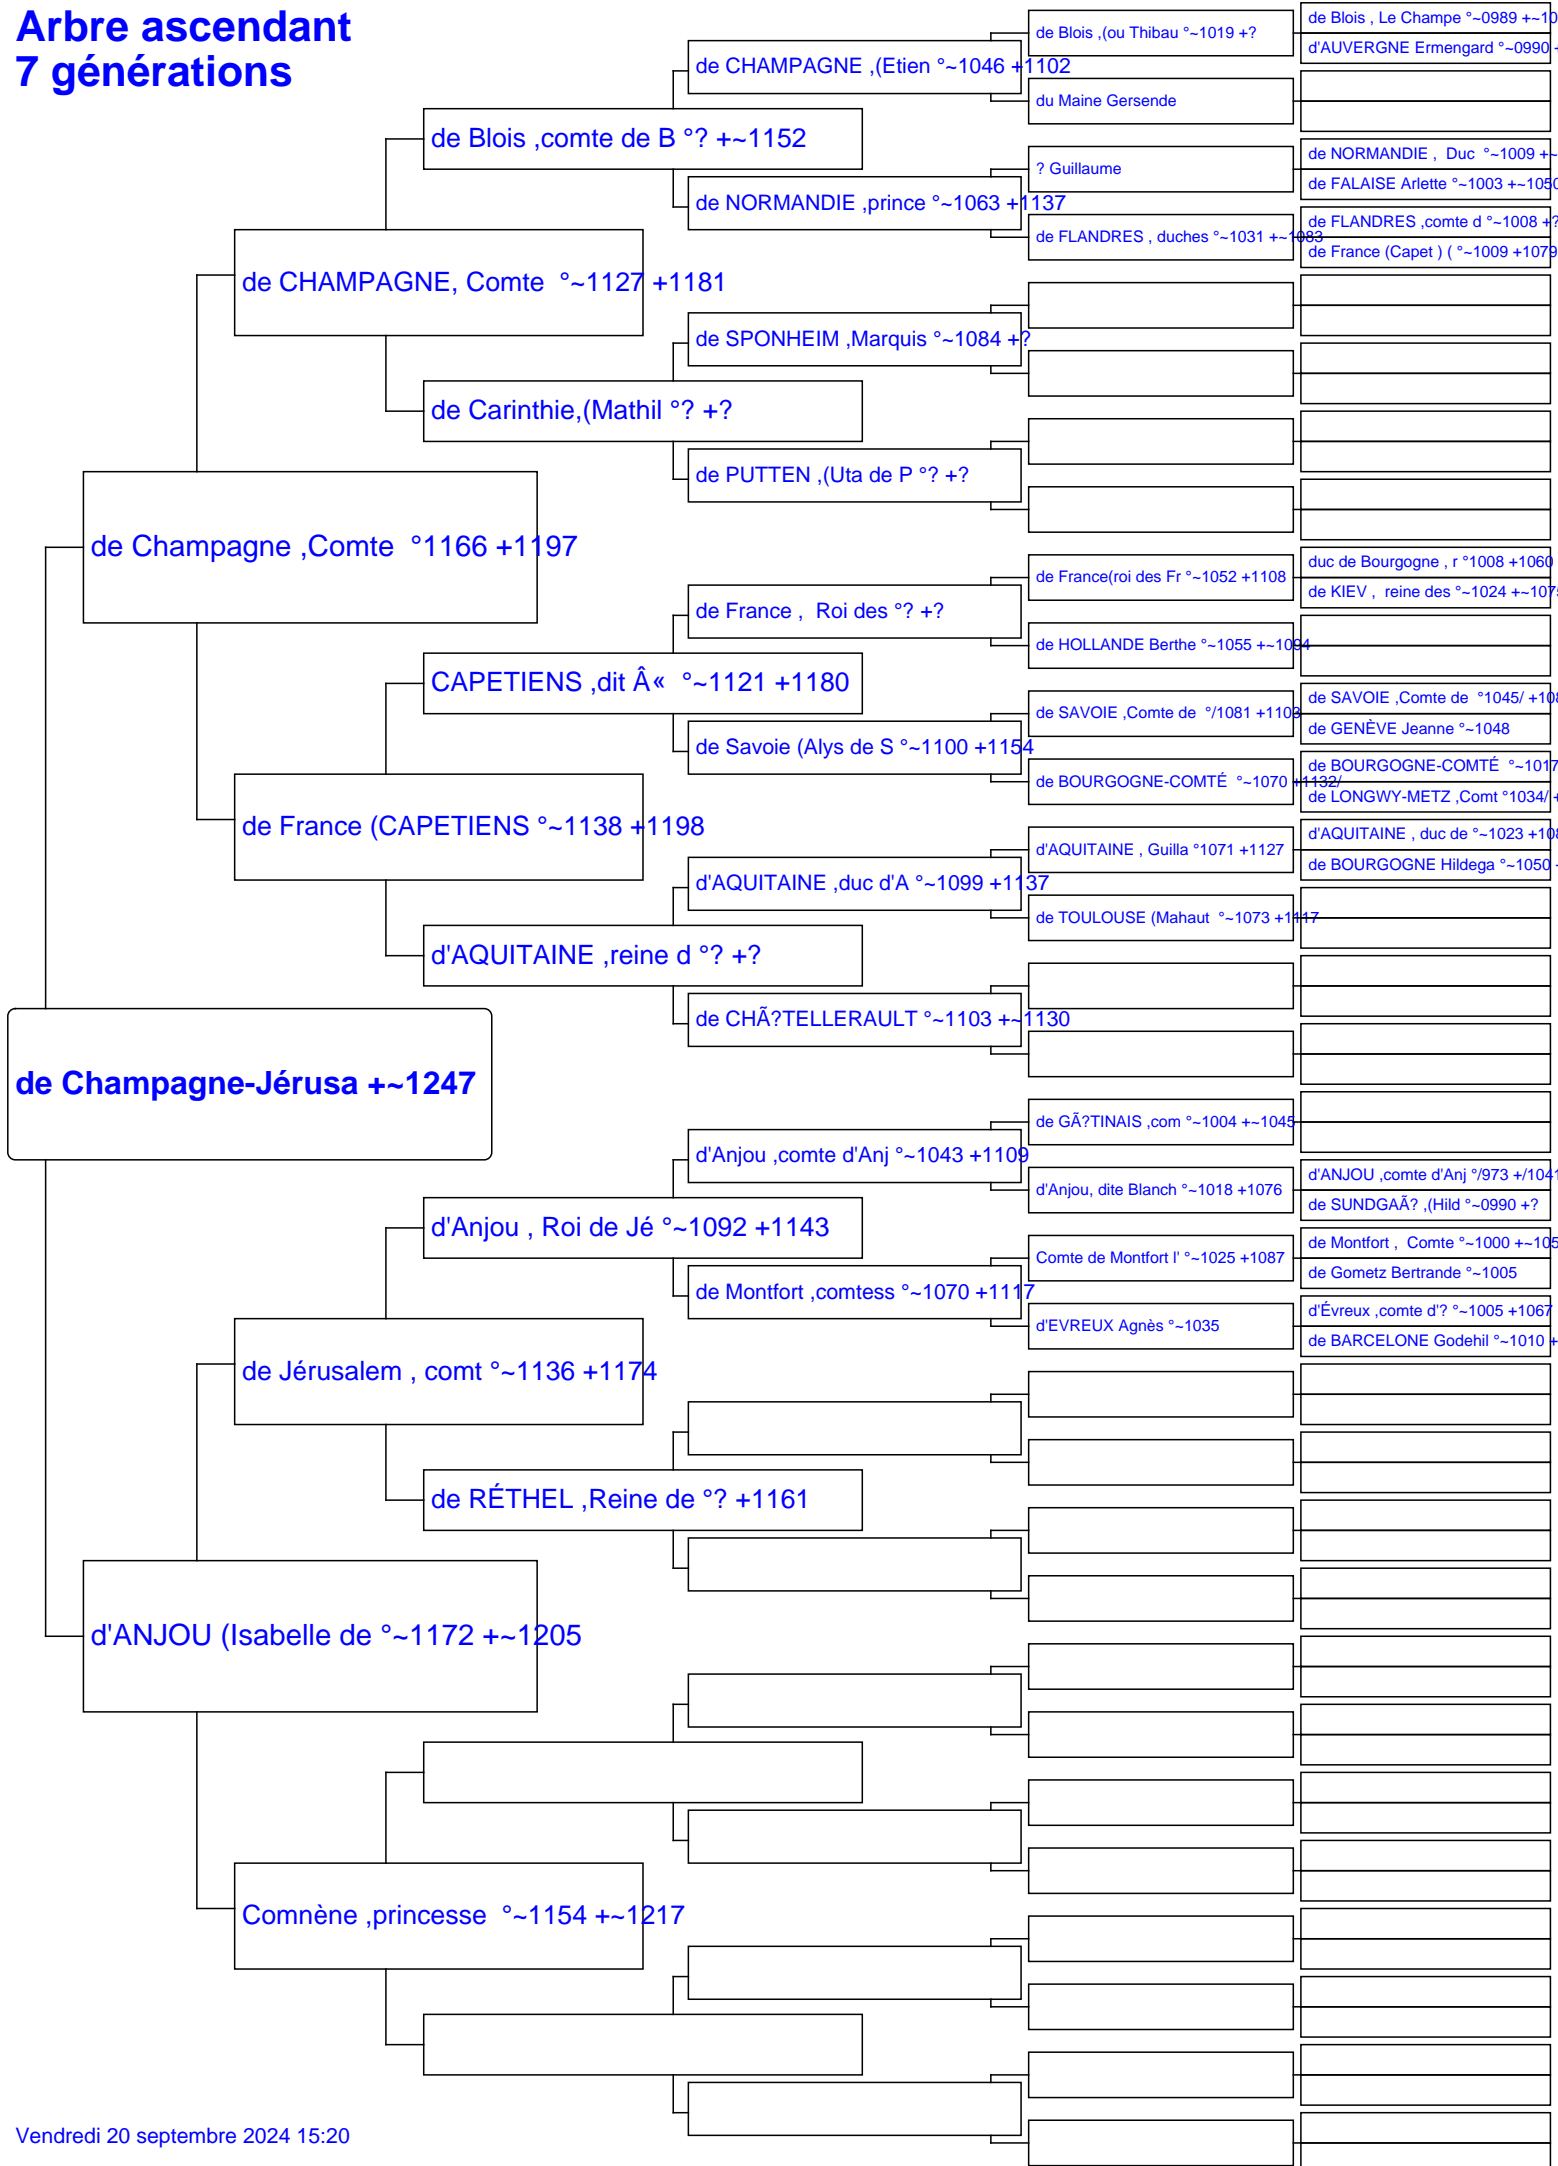 Arbre ascendant
7 générations
de Blois , Le Champe °~0989 +~10
de Blois ,(ou Thibau °~1019 +?
d'AUVERGNE Ermengard °~0990 +
de CHAMPAGNE ,(Etien °~1046 +1102
du Maine Gersende
de Blois ,comte de B °? +~1152
de NORMANDIE , Duc °~1009 +~
? Guillaume
de FALAISE Arlette °~1003 +~1050
de NORMANDIE ,prince °~1063 +1137
de FLANDRES ,comte d °~1008 +?
de FLANDRES , duches °~1031 +~1083
de France (Capet ) ( °~1009 +1079
de CHAMPAGNE, Comte °~1127 +1181
de SPONHEIM ,Marquis °~1084 +?
de Carinthie,(Mathil °? +?
de PUTTEN ,(Uta de P °? +?
de Champagne ,Comte °1166 +1197
duc de Bourgogne , r °1008 +1060
de France(roi des Fr °~1052 +1108
de KIEV , reine des °~1024 +~1075
de France , Roi des °? +?
de HOLLANDE Berthe °~1055 +~1094
CAPETIENS ,dit Â« °~1121 +1180
de SAVOIE ,Comte de °1045/ +108
de SAVOIE ,Comte de °/1081 +1103
de GENÈVE Jeanne °~1048
de Savoie (Alys de S °~1100 +1154
de BOURGOGNE-COMTÉ °~1017
de BOURGOGNE-COMTÉ °~1070 +1132/
de LONGWY-METZ ,Comt °1034/ +
de France (CAPETIENS °~1138 +1198
d'AQUITAINE , duc de °~1023 +108
d'AQUITAINE , Guilla °1071 +1127
de BOURGOGNE Hildega °~1050 +
d'AQUITAINE ,duc d'A °~1099 +1137
de TOULOUSE (Mahaut °~1073 +1117
d'AQUITAINE ,reine d °? +?
de CHÃ?TELLERAULT °~1103 +~1130
de Champagne-Jérusa +~1247
de GÃ?TINAIS ,com °~1004 +~1045
d'Anjou ,comte d'Anj °~1043 +1109
d'ANJOU ,comte d'Anj °/973 +/1041
d'Anjou, dite Blanch °~1018 +1076
de SUNDGAÃ? ,(Hild °~0990 +?
d'Anjou , Roi de Jé °~1092 +1143
de Montfort , Comte °~1000 +~105
Comte de Montfort l' °~1025 +1087
de Gometz Bertrande °~1005
de Montfort ,comtess °~1070 +1117
d'Évreux ,comte d'? °~1005 +1067
d'EVREUX Agnès °~1035
de BARCELONE Godehil °~1010 +
de Jérusalem , comt °~1136 +1174
de RÉTHEL ,Reine de °? +1161
d'ANJOU (Isabelle de °~1172 +~1205
Comnène ,princesse °~1154 +~1217
Vendredi 20 septembre 2024 15:20